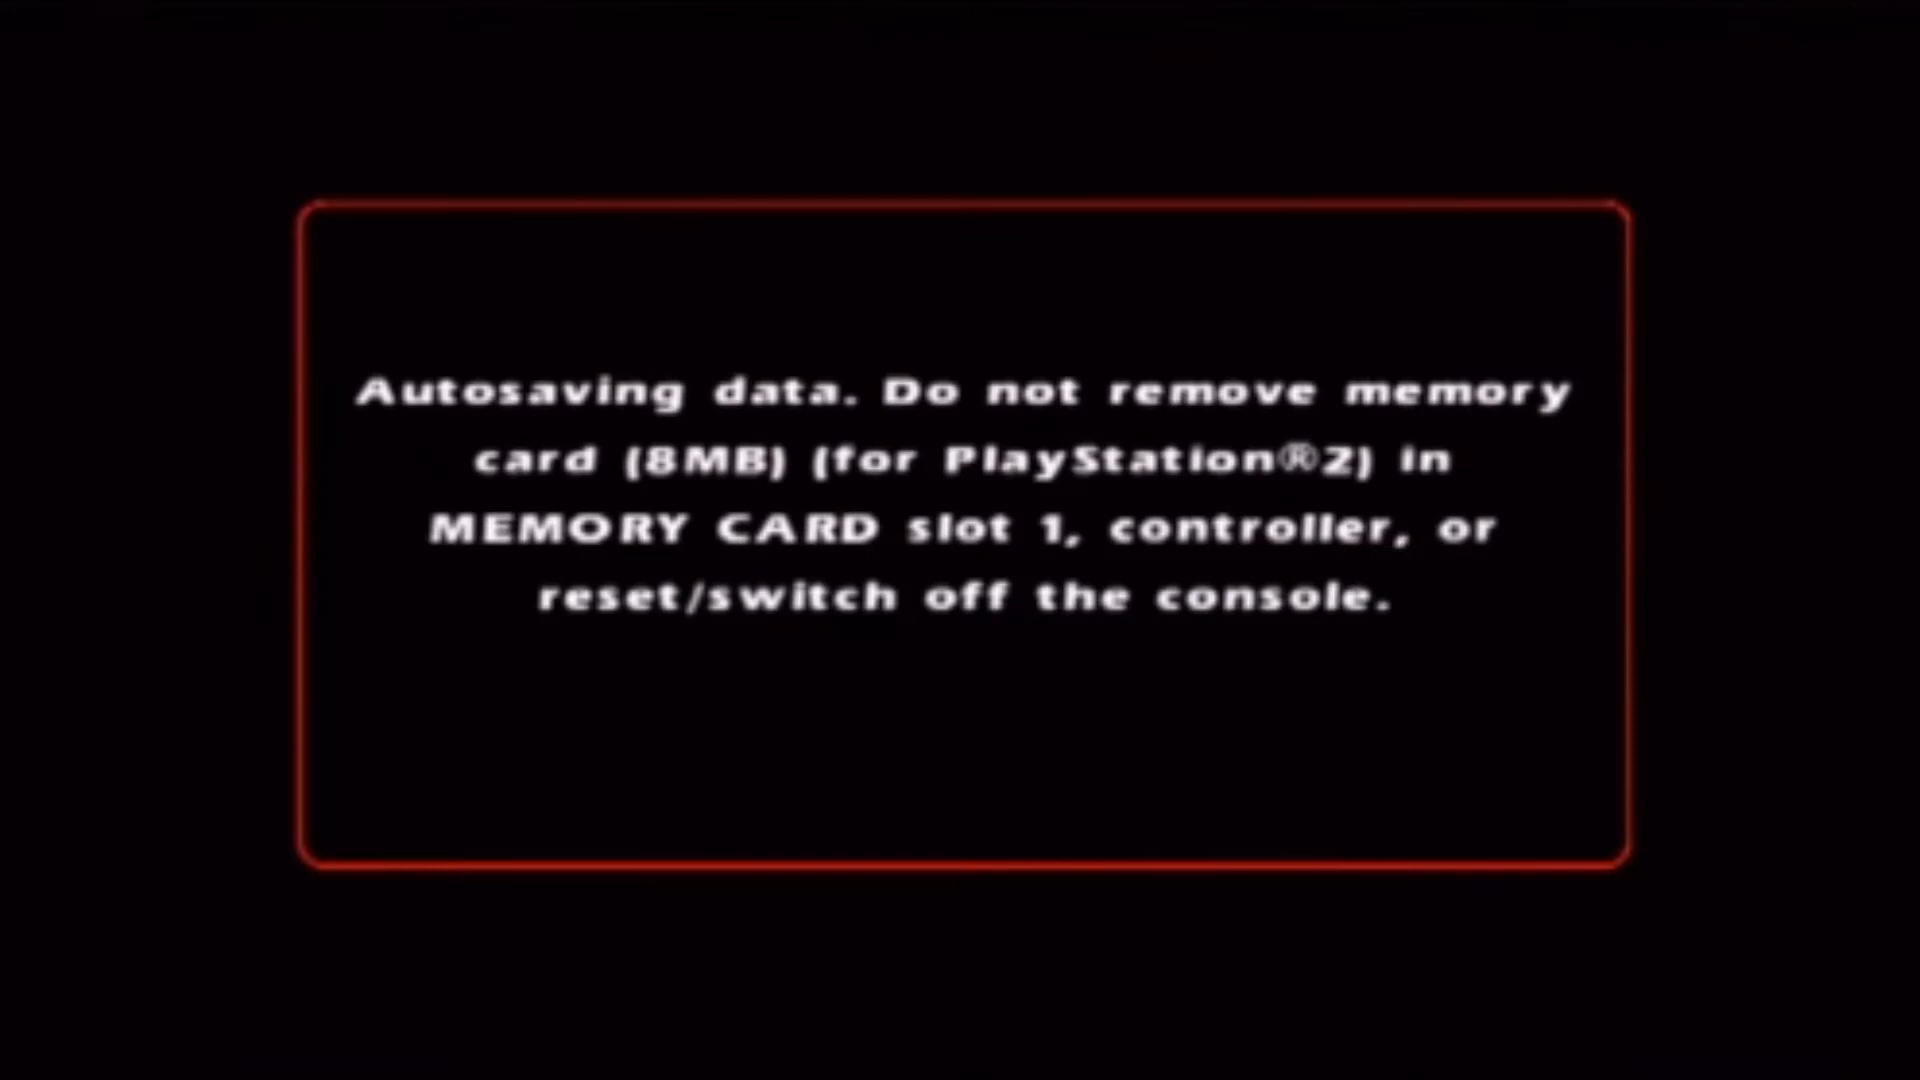 Autosaving data. Do not remove memory
card (8MB) (for PlayStation®2) in
MEMORY CARD slot 1, controller, or
reset/switch off the console.